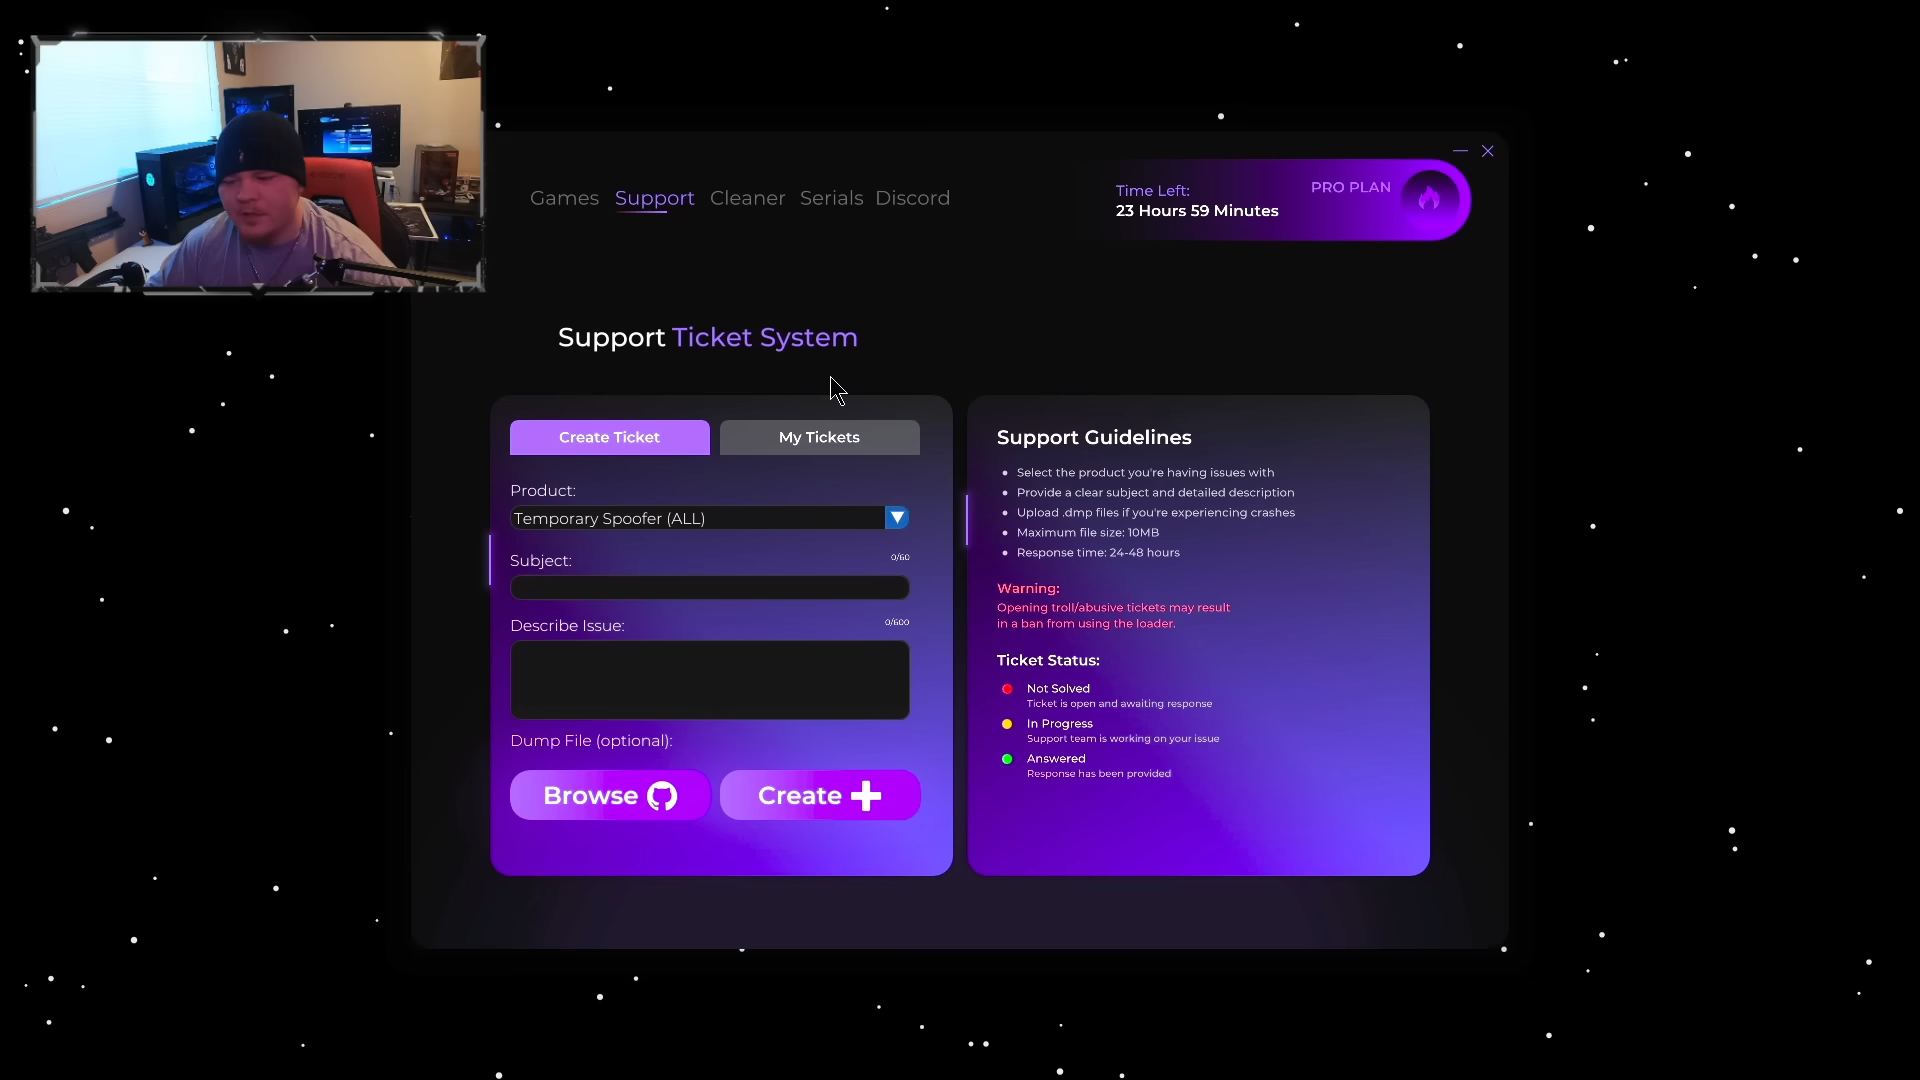 Games Support Cleaner Serials Discord
Time Left:
23 Hours 59 Minutes
PRO PLAN
Support Ticket System
Create Ticket
My Tickets
Product:
Temporary Spoofer (ALL)
Subject:
0/60
Describe Issue:
0/600
Dump File (optional):
Browse
Create
Support Guidelines
• Select the product you're having issues with
• Provide a clear subject and detailed description
• Upload .dmp files if you're experiencing crashes
• Maximum file size: 10MB
• Response time: 24-48 hours
Warning:
Opening troll/abusive tickets may result
in a ban from using the loader.
Ticket Status:
Not Solved
Ticket is open and awaiting response
In Progress
Support team is working on your issue
Answered
Response has been provided